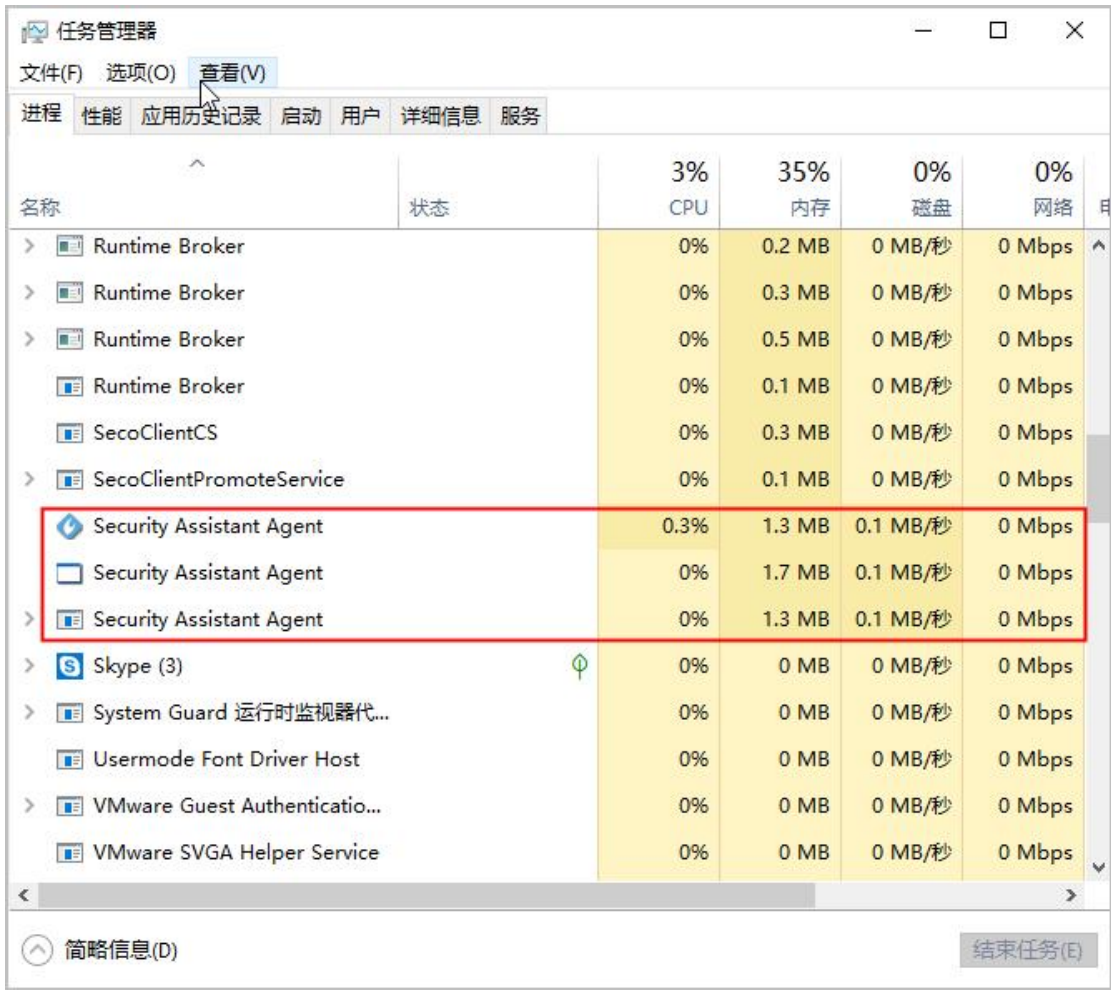 任务管理器
文件(F) 选项(O) 查看(V)
进程 性能 应用历史记录 启动 用户 详细信息 服务
3% 35% 0% 0%
名称 状态 CPU 内存 磁盘 网络
Runtime Broker 0% 0.2 MB 0 MB/秒 0 Mbps
Runtime Broker 0% 0.3 MB 0 MB/秒 0 Mbps
Runtime Broker 0% 0.5 MB 0 MB/秒 0 Mbps
Runtime Broker 0% 0.1 MB 0 MB/秒 0 Mbps
SecoClientCS 0% 0.3 MB 0 MB/秒 0 Mbps
SecoClientPromoteService 0% 0.1 MB 0 MB/秒 0 Mbps
Security Assistant Agent 0.3% 1.3 MB 0.1 MB/秒 0 Mbps
Security Assistant Agent 0% 1.7 MB 0.1 MB/秒 0 Mbps
Security Assistant Agent 0% 1.3 MB 0.1 MB/秒 0 Mbps
Skype (3) 0% 0 MB 0 MB/秒 0 Mbps
System Guard 运行时监视器代... 0% 0 MB 0 MB/秒 0 Mbps
Usermode Font Driver Host 0% 0 MB 0 MB/秒 0 Mbps
VMware Guest Authenticatio... 0% 0 MB 0 MB/秒 0 Mbps
VMware SVGA Helper Service 0% 0 MB 0 MB/秒 0 Mbps
简略信息(D) 结束任务(E)